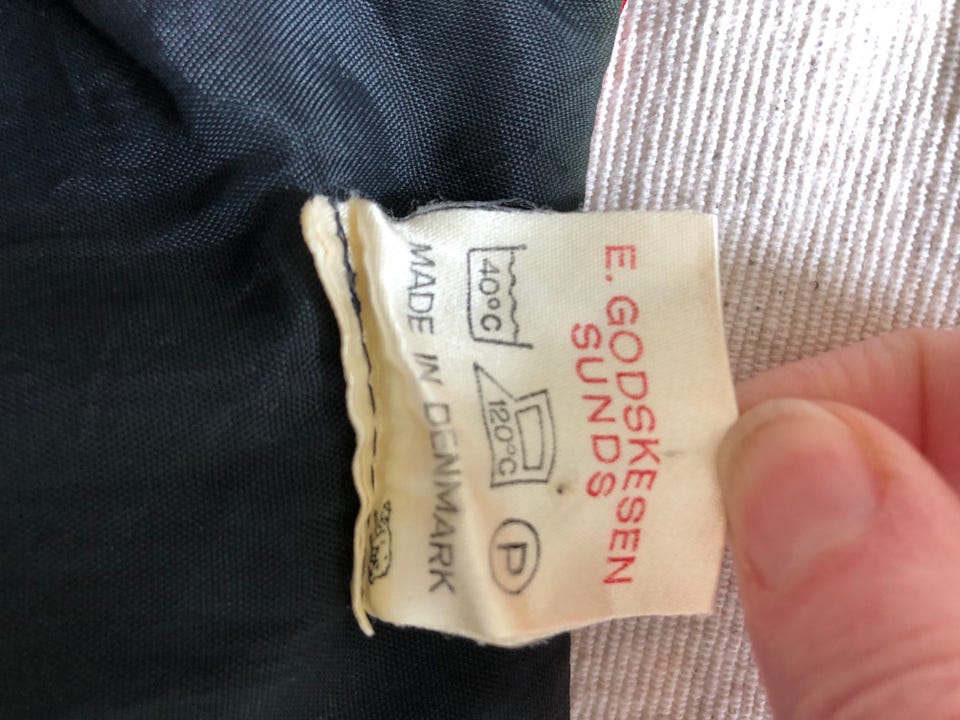 E. GODSKESEN
SUNDS
40°C 120°C P
MADE IN DENMARK